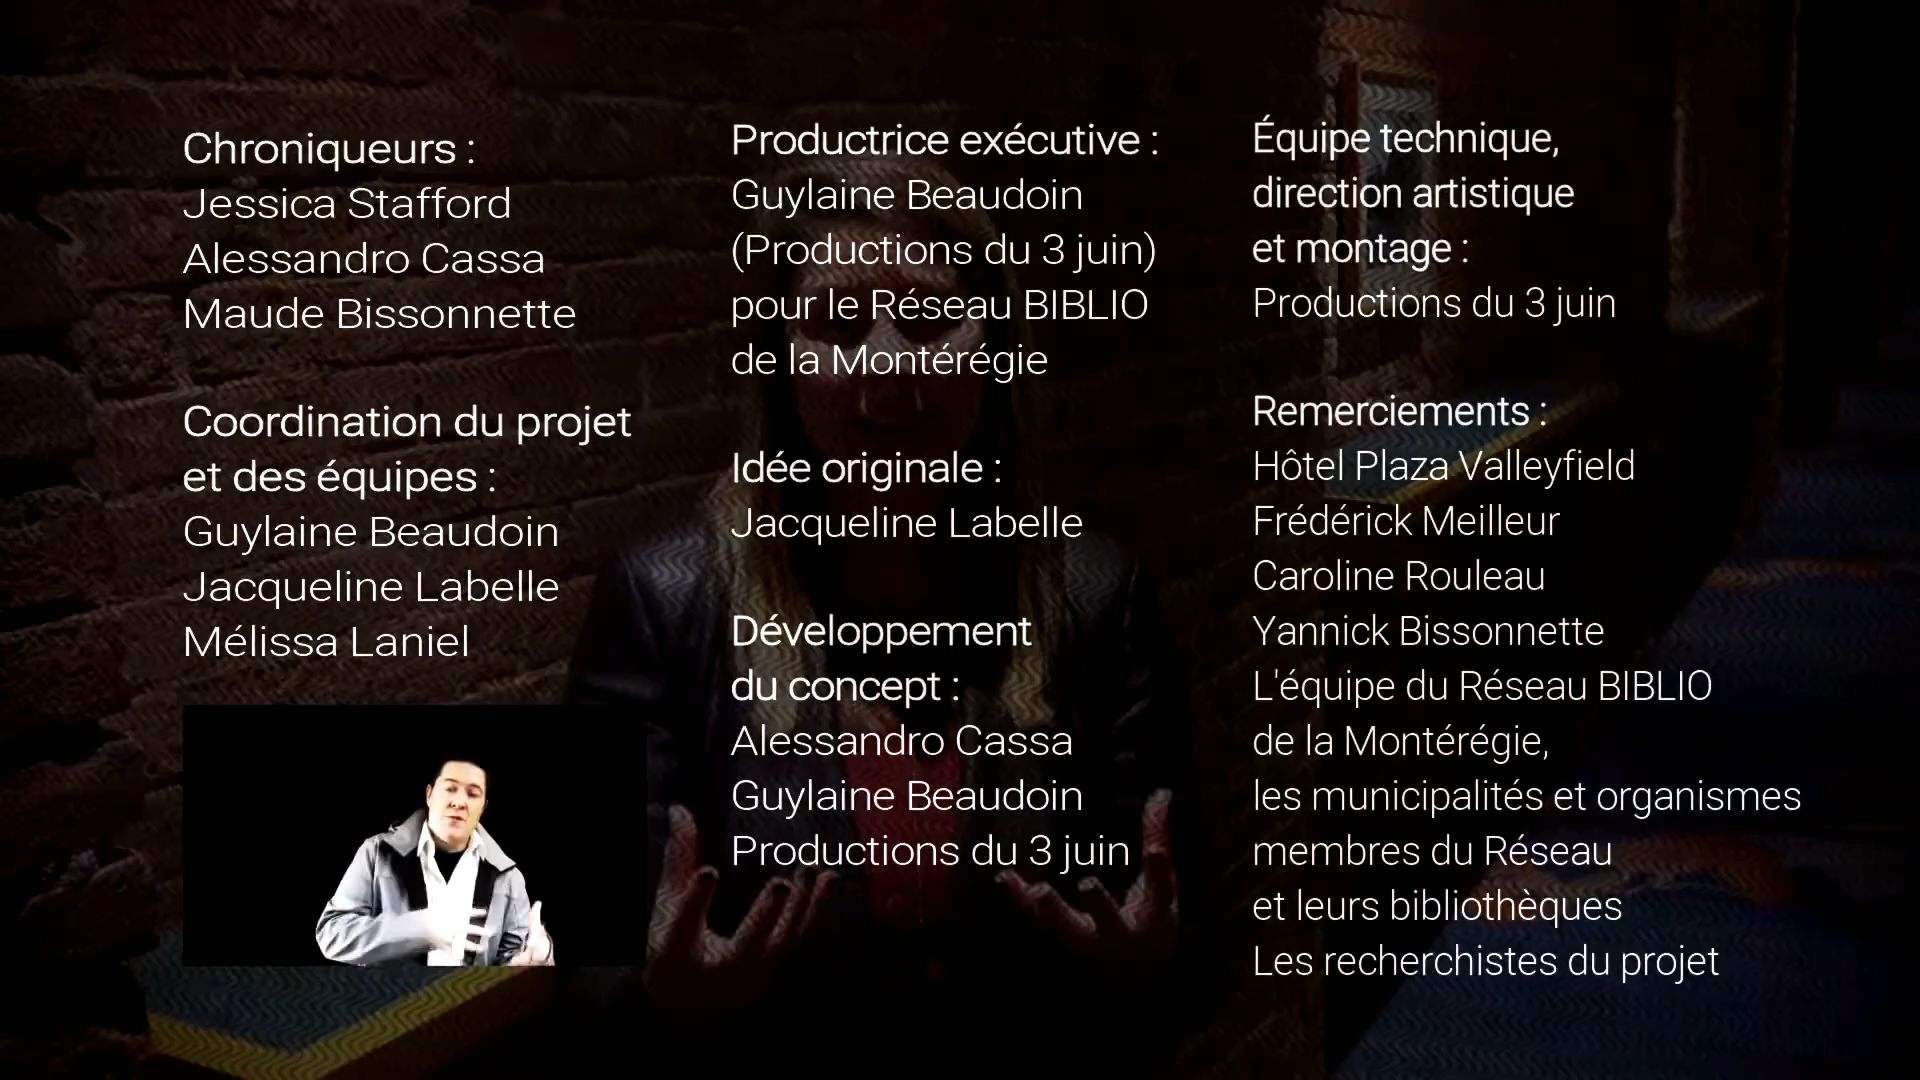 Chroniqueurs :
Jessica Stafford
Alessandro Cassa
Maude Bissonnette
Coordination du projet
et des équipes :
Guylaine Beaudoin
Jacqueline Labelle
Mélissa Laniel
Productrice exécutive :
Guylaine Beaudoin
(Productions du 3 juin)
pour le Réseau BIBLIO
de la Montérégie
Idée originale :
Jacqueline Labelle
Développement
du concept :
Alessandro Cassa
Guylaine Beaudoin
Productions du 3 juin
Équipe technique,
direction artistique
et montage :
Productions du 3 juin
Remerciements :
Hôtel Plaza Valleyfield
Frédérick Meilleur
Caroline Rouleau
Yannick Bissonnette
L'équipe du Réseau BIBLIO
de la Montérégie,
les municipalités et organismes
membres du Réseau
et leurs bibliothèques
Les recherchistes du projet